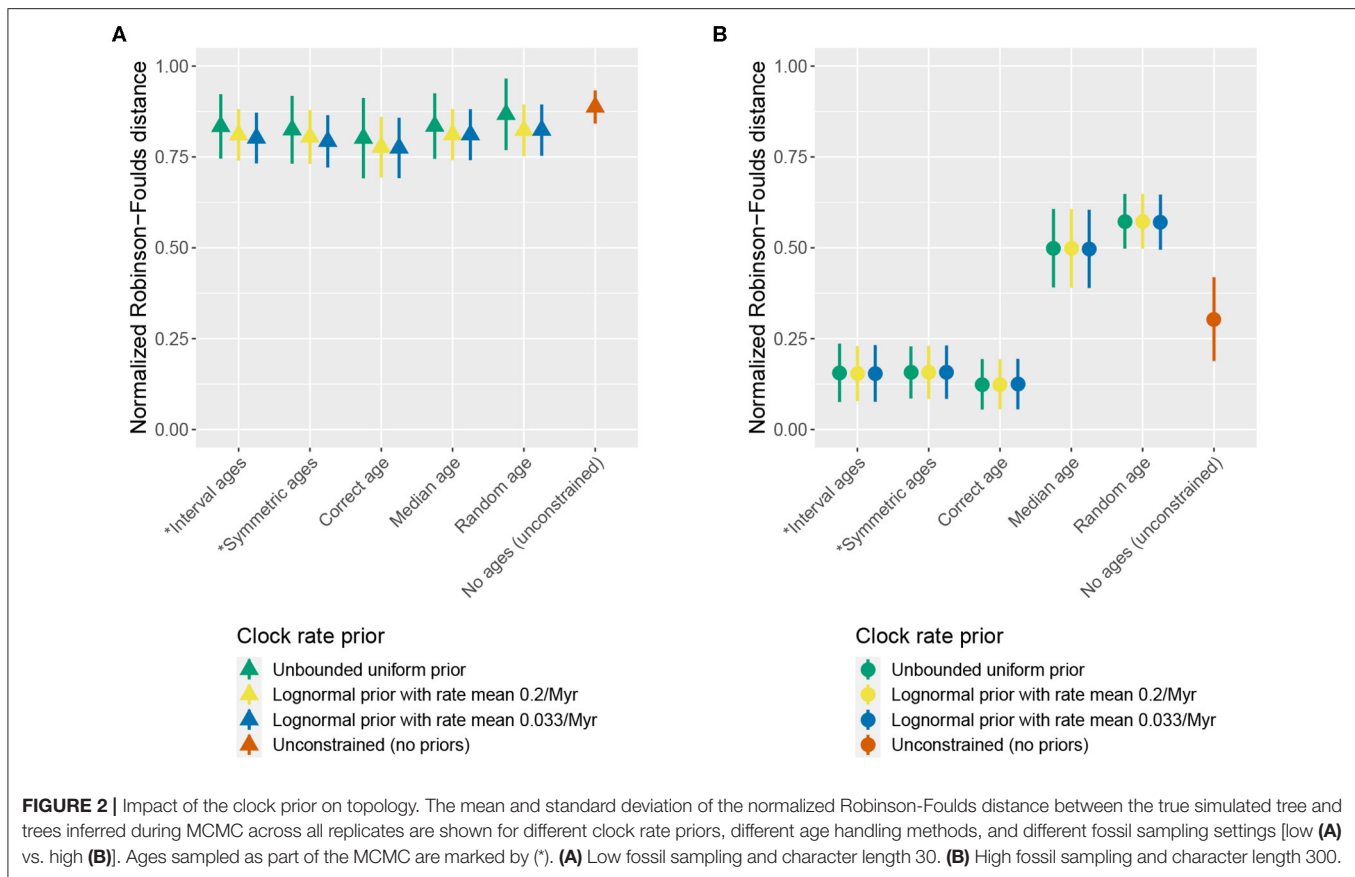 A
Normalized Robinson−Foulds distance
1.00
0.75
0.50
0.25
0.00
*Interval ages
*Symmetric ages
Correct age
Median age
Random age
No ages (unconstrained)
Clock rate prior
Unbounded uniform prior
Lognormal prior with rate mean 0.2/Myr
Lognormal prior with rate mean 0.033/Myr
Unconstrained (no priors)
B
Normalized Robinson−Foulds distance
1.00
0.75
0.50
0.25
0.00
*Interval ages
*Symmetric ages
Correct age
Median age
Random age
No ages (unconstrained)
Clock rate prior
Unbounded uniform prior
Lognormal prior with rate mean 0.2/Myr
Lognormal prior with rate mean 0.033/Myr
Unconstrained (no priors)
FIGURE 2 | Impact of the clock prior on topology. The mean and standard deviation of the normalized Robinson-Foulds distance between the true simulated tree and
trees inferred during MCMC across all replicates are shown for different clock rate priors, different age handling methods, and different fossil sampling settings [low (A)
vs. high (B)]. Ages sampled as part of the MCMC are marked by (*). (A) Low fossil sampling and character length 30. (B) High fossil sampling and character length 300.